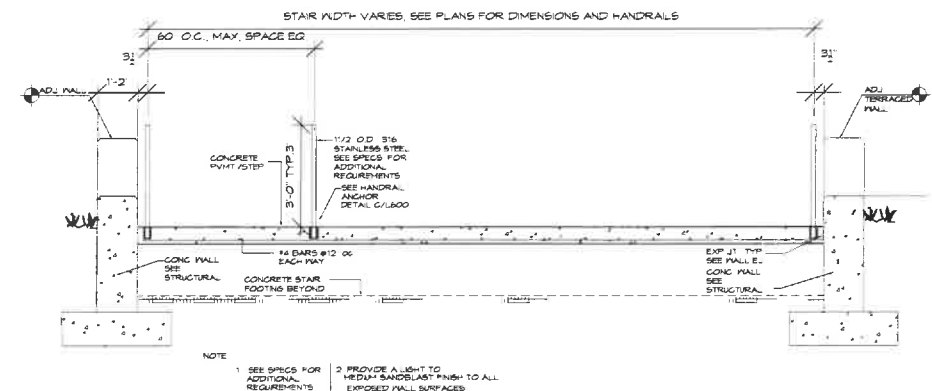 STAIR WIDTH VARIES, SEE PLANS FOR DIMENSIONS AND HANDRAILS
60 O.C., MAX, SPACE EQ
3½
3½
1'-2"
ADJ WALL
ADJ
TERRACED
WALL
1 1/2 O.D 316
STAINLESS STEEL
SEE SPECS FOR
ADDITIONAL
REQUIREMENTS
CONCRETE
PVMT /STEP
3'-0" TYP. 3
SEE HANDRAIL
ANCHOR
DETAIL C/L600
#4 BARS @12 OC
EACH WAY
CONC WALL
SEE
STRUCTURAL
CONCRETE STAIR
FOOTING BEYOND
EXP JT TYP
SEE WALL EL
CONC WALL
SEE
STRUCTURAL
NOTE
1 SEE SPECS FOR
ADDITIONAL
REQUIREMENTS
2 PROVIDE A LIGHT TO
MEDIUM SANDBLAST FINISH TO ALL
EXPOSED WALL SURFACES